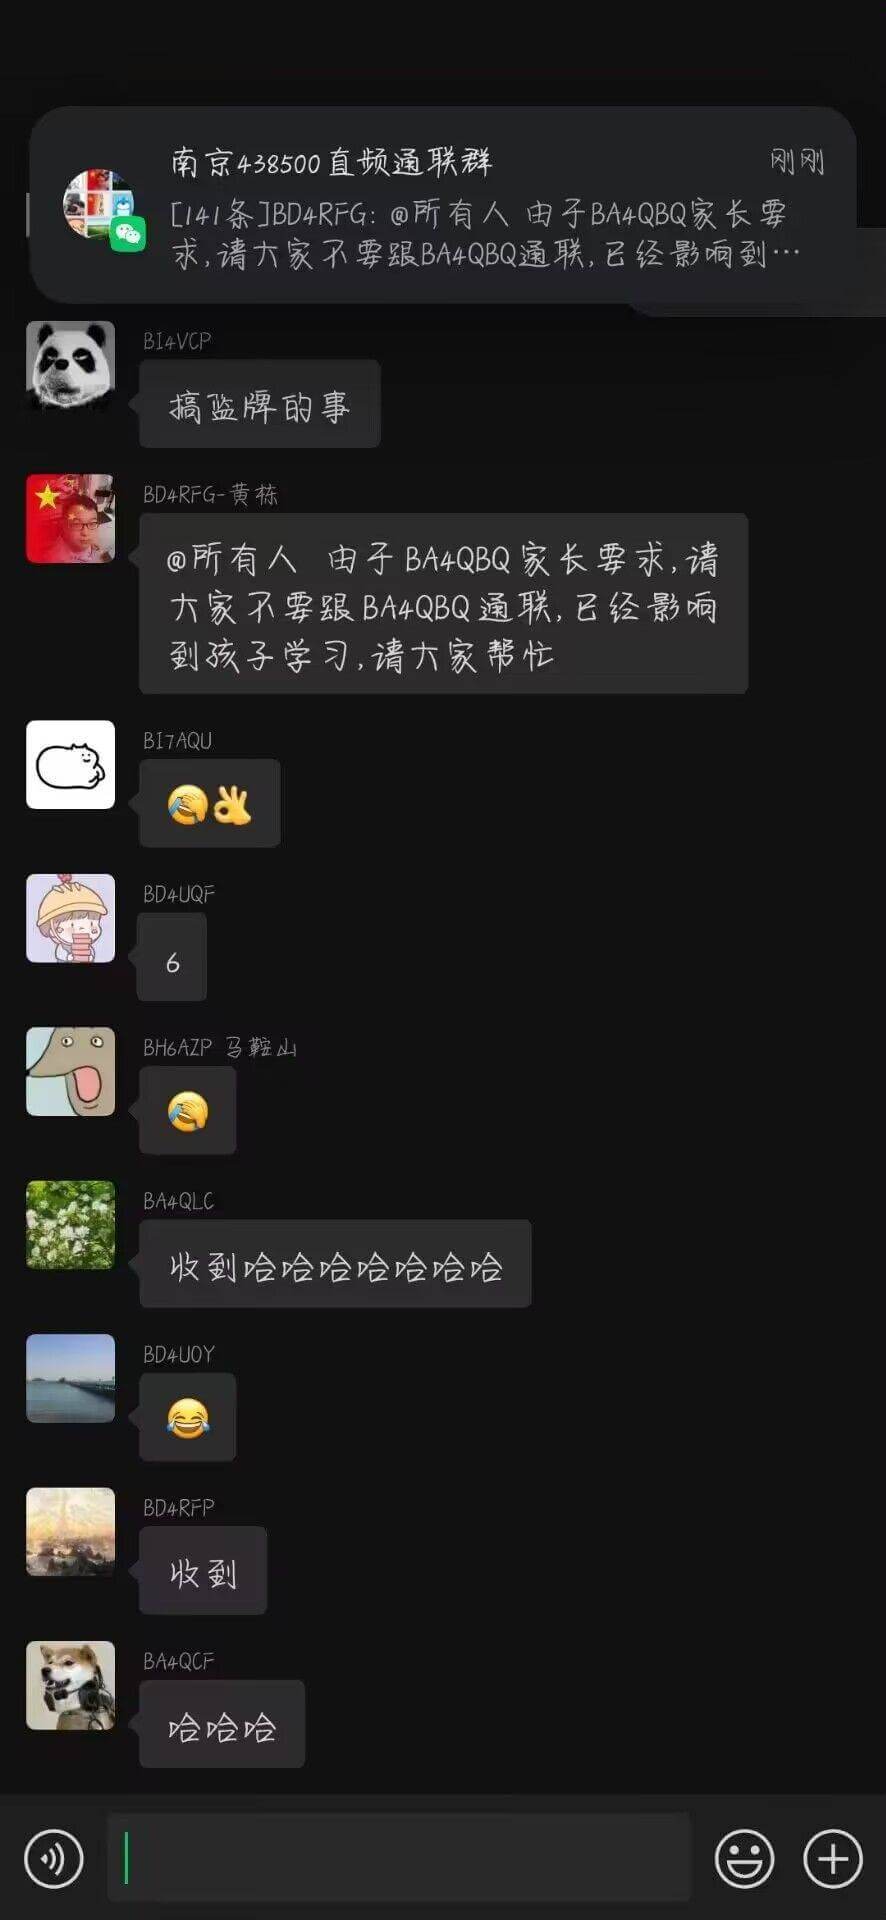 南京438500直频通联群
刚刚
[141条]BD4RFG: @所有人 由于BA4QBQ家长要
求,请大家不要跟BA4QBQ通联,已经影响到…
BI4VCP
搞蓝牌的事
BD4RFG-黄栋
@所有人 由于BA4QBQ家长要求,请
大家不要跟BA4QBQ通联,已经影响
到孩子学习,请大家帮忙
BI7AQU
🤣👌
BD4UQF
6
BH6AZP 马鞍山
BA4QLC
收到哈哈哈哈哈哈哈
BD4UOY
😂
BD4RFP
收到
BA4QCF
哈哈哈